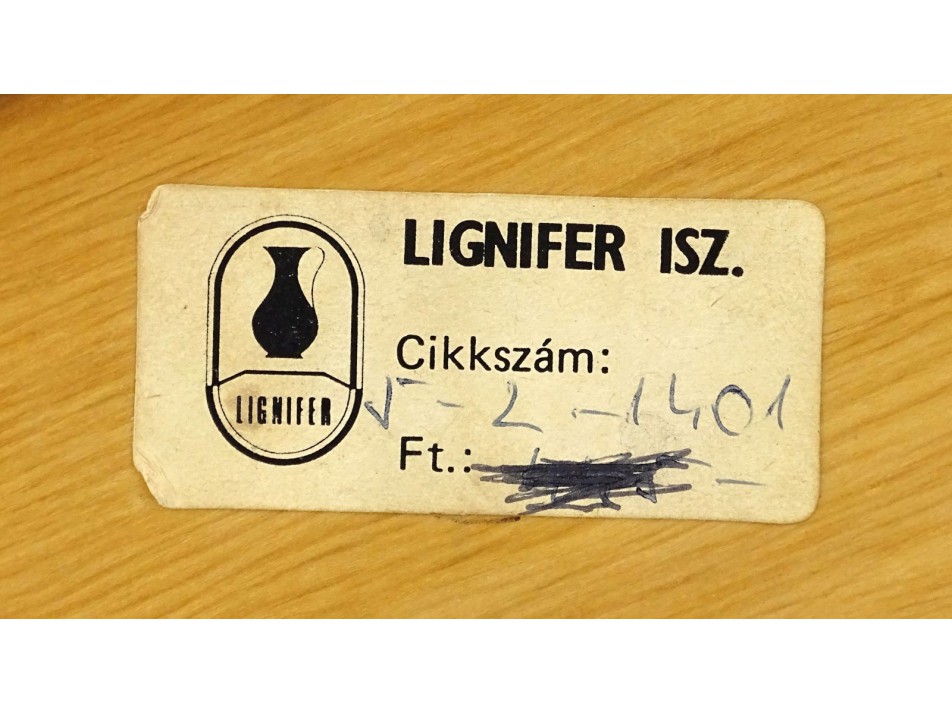 LIGNIFER ISZ.
LIGNIFER
Cikkszám:
V-2.-1401
Ft.: -